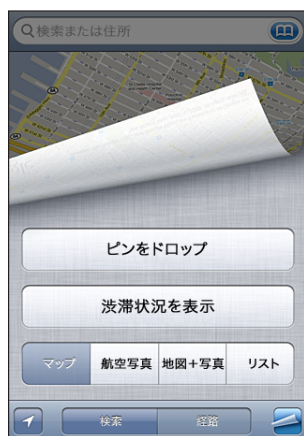 検索または住所
ピンをドロップ
渋滞状況を表示
マップ 航空写真 地図+写真 リスト
検索 経路